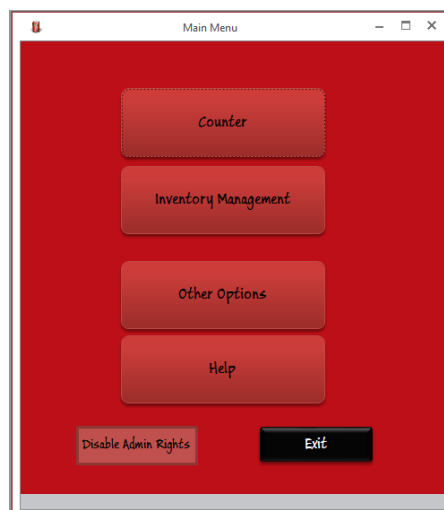 Main Menu
Counter
Inventory Management
Other Options
Help
Disable Admin Rights
Exit